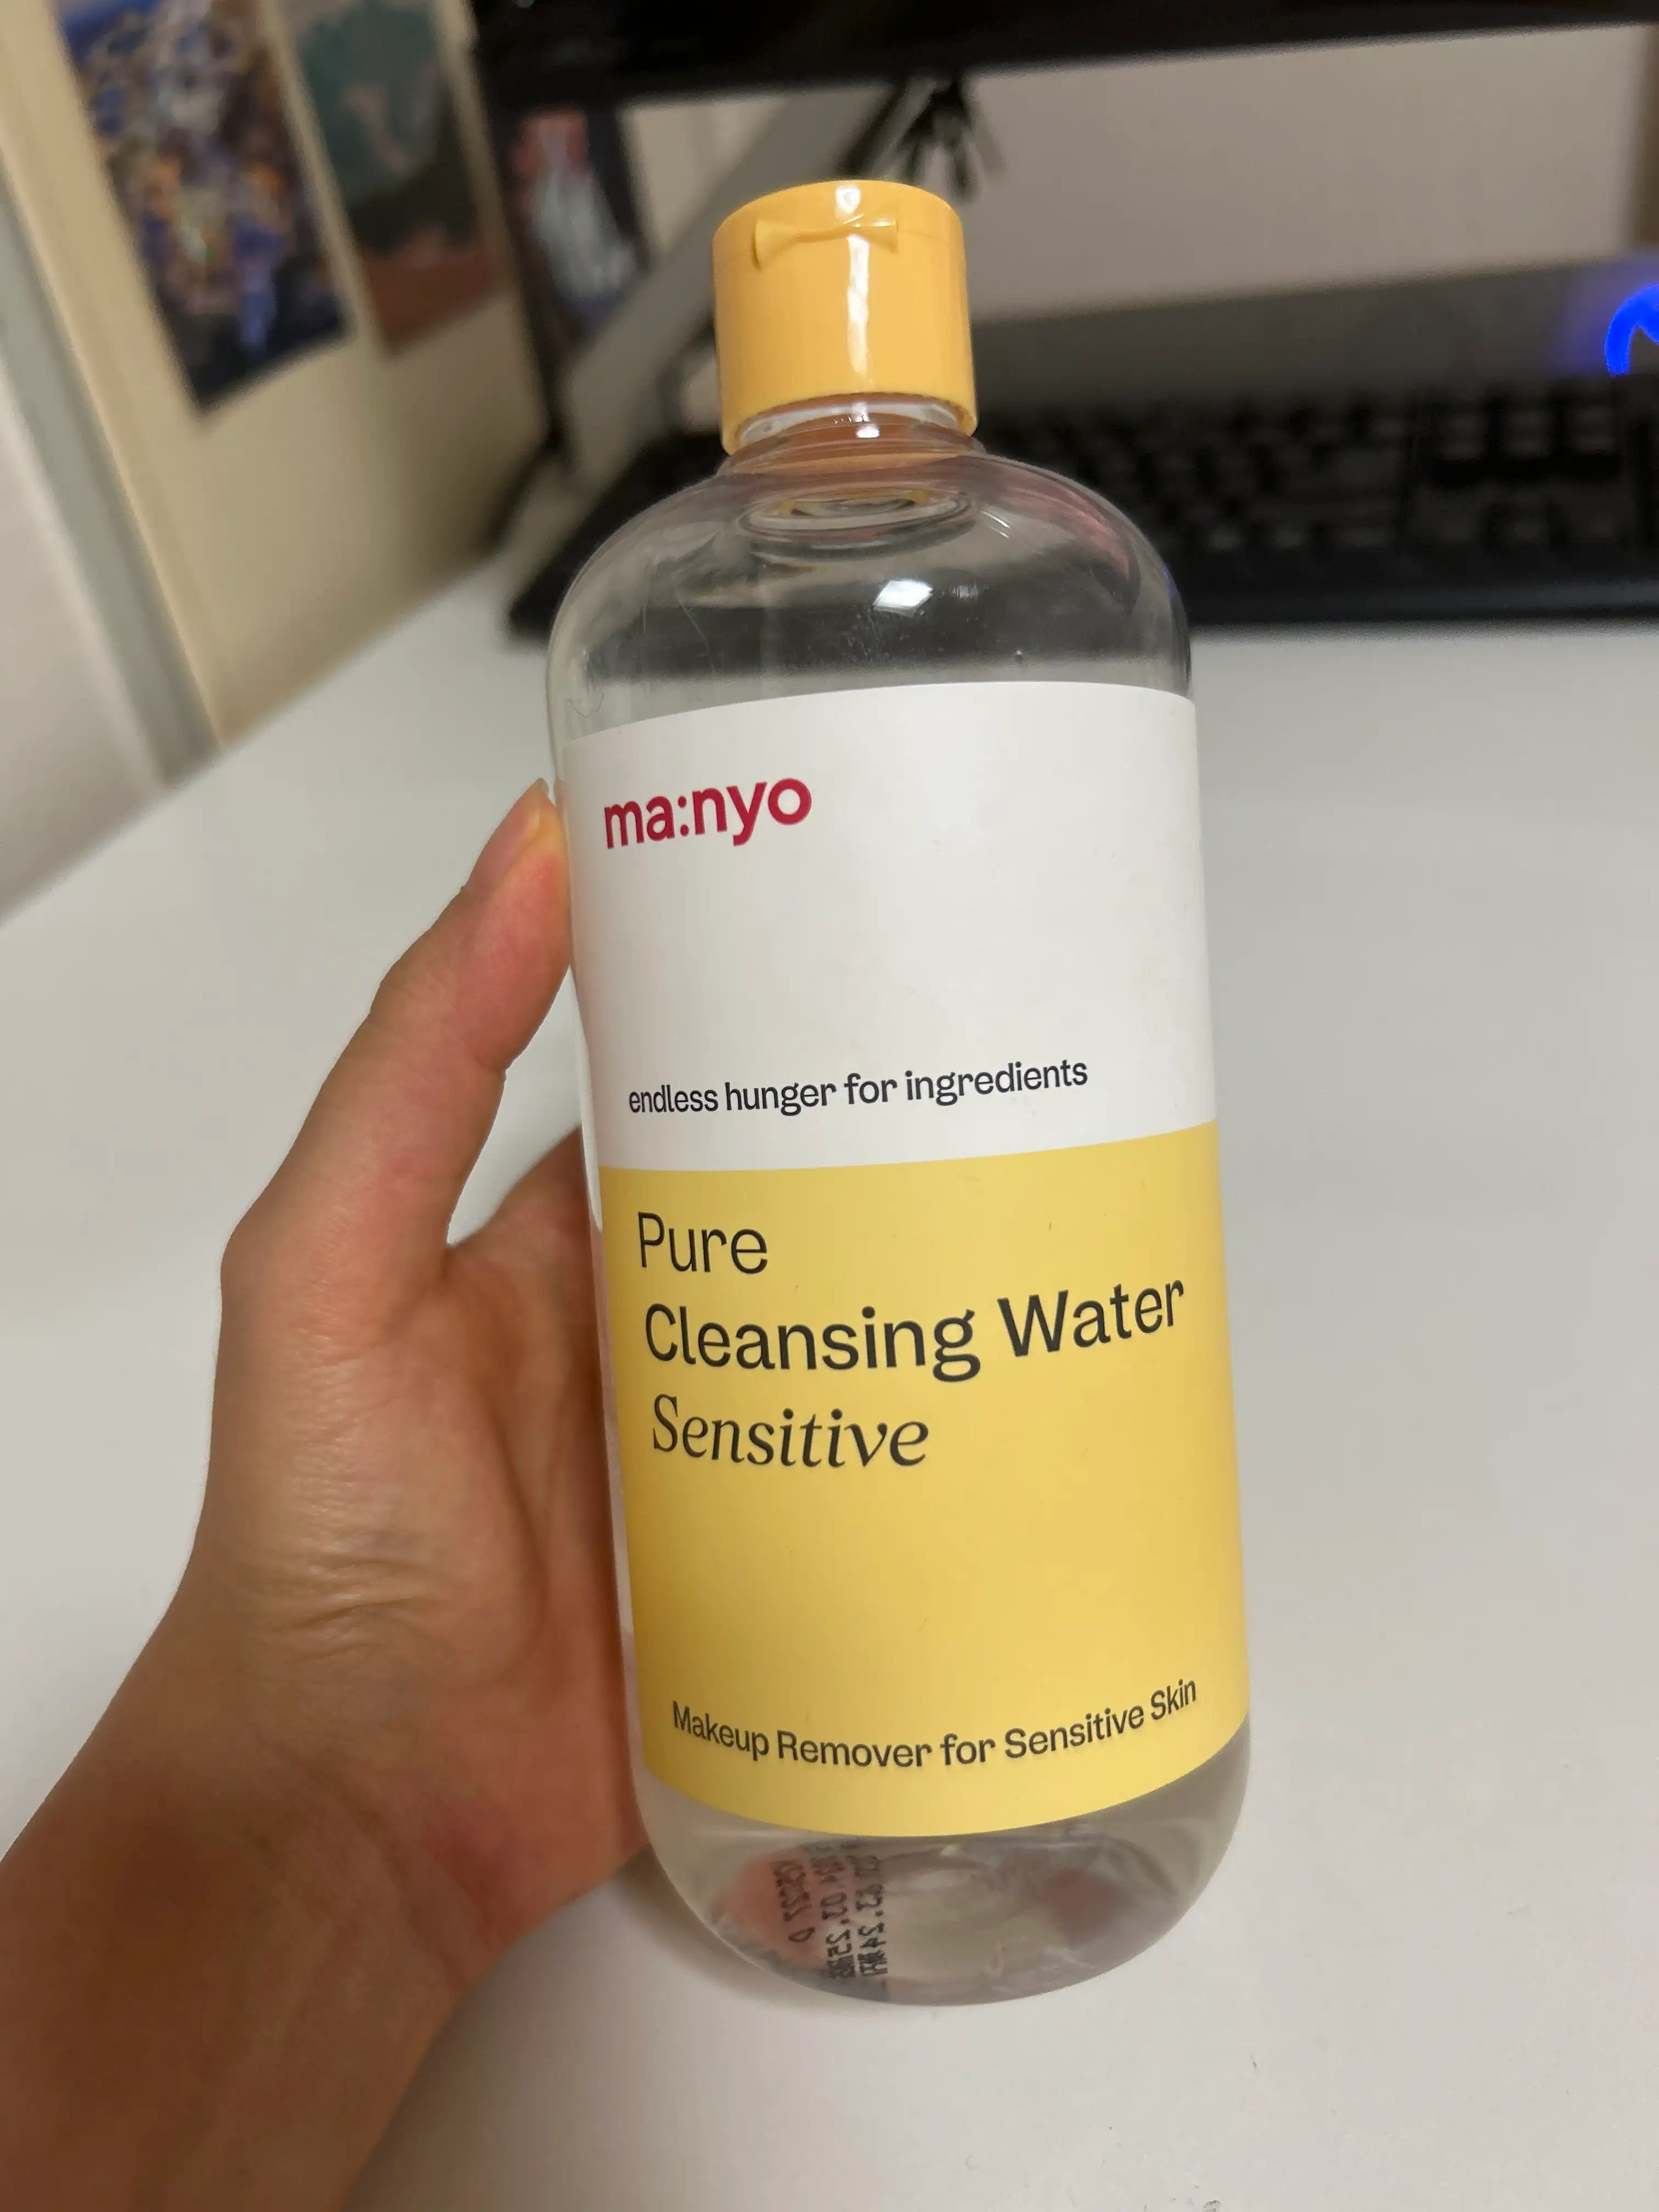 ma:nyo
endless hunger for ingredients
Pure
Cleansing Water
Sensitive
Makeup Remover for Sensitive Skin